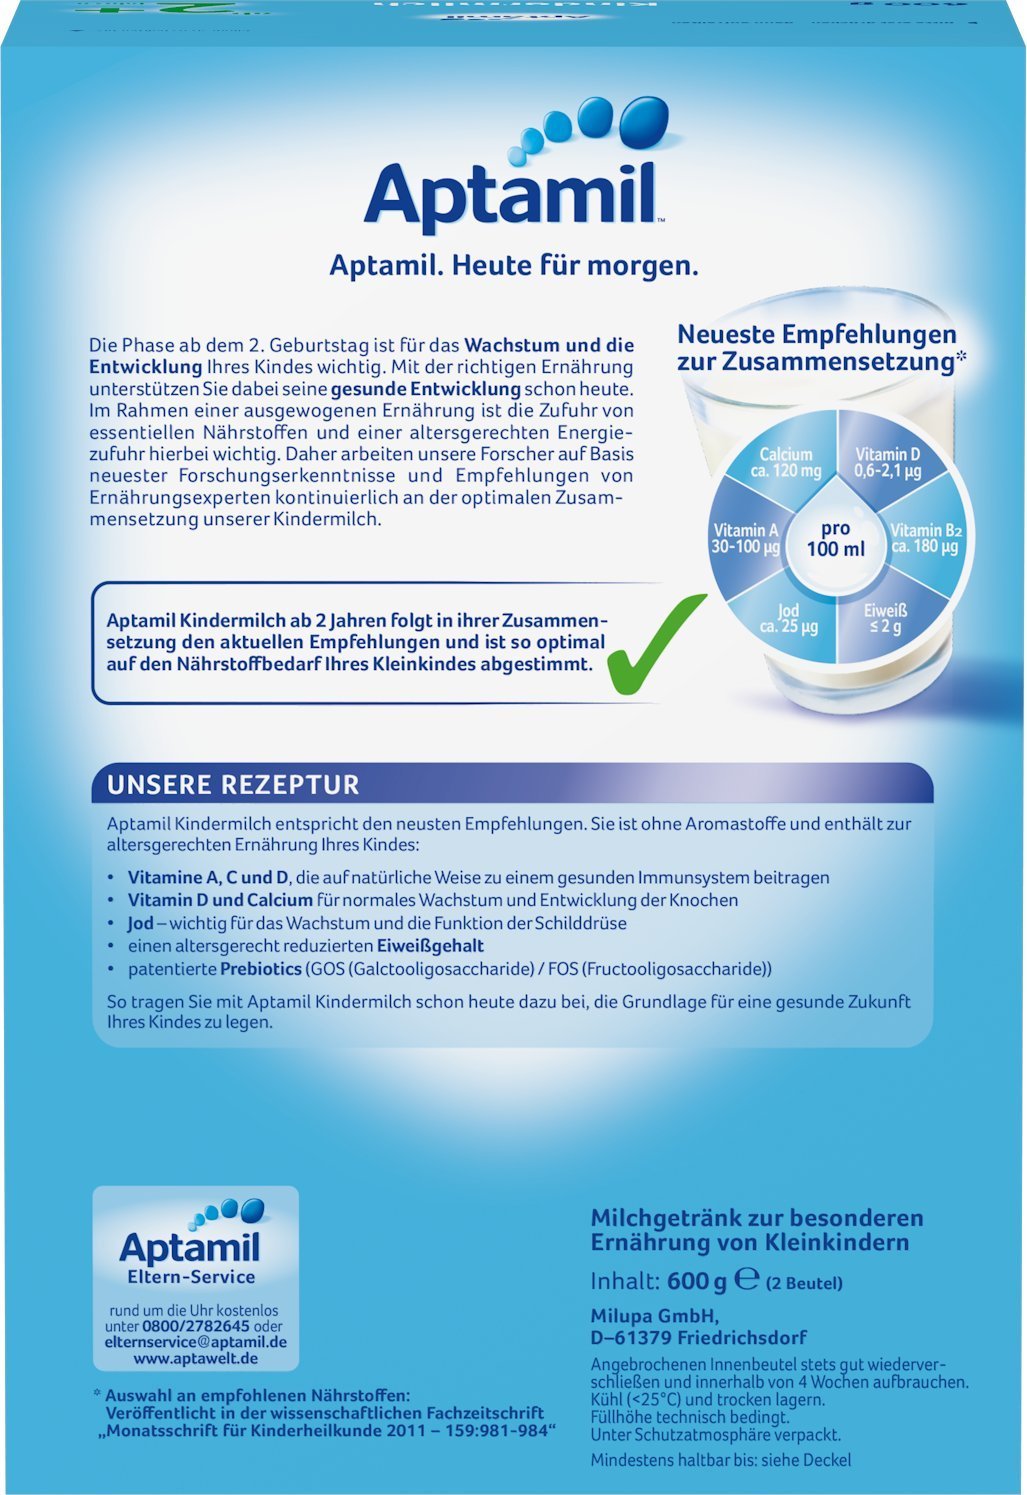 2+
Aptamil
Kindermilch
Aptamil
™
Aptamil. Heute für morgen.
Die Phase ab dem 2. Geburtstag ist für das Wachstum und die
Entwicklung Ihres Kindes wichtig. Mit der richtigen Ernährung
unterstützen Sie dabei seine gesunde Entwicklung schon heute.
Im Rahmen einer ausgewogenen Ernährung ist die Zufuhr von
essentiellen Nährstoffen und einer altersgerechten Energie-
zufuhr hierbei wichtig. Daher arbeiten unsere Forscher auf Basis
neuester Forschungserkenntnisse und Empfehlungen von
Ernährungsexperten kontinuierlich an der optimalen Zusam-
mensetzung unserer Kindermilch.
Neueste Empfehlungen
zur Zusammensetzung*
Calcium
ca. 120 mg
Vitamin D
0,6-2,1 µg
Vitamin A
30-100 µg
pro
100 ml
Vitamin B2
ca. 180 µg
Jod
ca. 25 µg
Eiweiß
≤ 2 g
Aptamil Kindermilch ab 2 Jahren folgt in ihrer Zusammen-
setzung den aktuellen Empfehlungen und ist so optimal
auf den Nährstoffbedarf Ihres Kleinkindes abgestimmt.
UNSERE REZEPTUR
Aptamil Kindermilch entspricht den neusten Empfehlungen. Sie ist ohne Aromastoffe und enthält zur
altersgerechten Ernährung Ihres Kindes:
• Vitamine A, C und D, die auf natürliche Weise zu einem gesunden Immunsystem beitragen
• Vitamin D und Calcium für normales Wachstum und Entwicklung der Knochen
• Jod – wichtig für das Wachstum und die Funktion der Schilddrüse
• einen altersgerecht reduzierten Eiweißgehalt
• patentierte Prebiotics (GOS (Galctooligosaccharide) / FOS (Fructooligosaccharide))
So tragen Sie mit Aptamil Kindermilch schon heute dazu bei, die Grundlage für eine gesunde Zukunft
Ihres Kindes zu legen.
Aptamil
Eltern-Service
rund um die Uhr kostenlos
unter 0800/2782645 oder
elternservice@aptamil.de
www.aptawelt.de
* Auswahl an empfohlenen Nährstoffen:
Veröffentlicht in der wissenschaftlichen Fachzeitschrift
„Monatsschrift für Kinderheilkunde 2011 – 159:981-984“
Milchgetränk zur besonderen
Ernährung von Kleinkindern
Inhalt: 600 g ℮ (2 Beutel)
Milupa GmbH,
D–61379 Friedrichsdorf
Angebrochenen Innenbeutel stets gut wiederver-
schließen und innerhalb von 4 Wochen aufbrauchen.
Kühl (<25°C) und trocken lagern.
Füllhöhe technisch bedingt.
Unter Schutzatmosphäre verpackt.
Mindestens haltbar bis: siehe Deckel